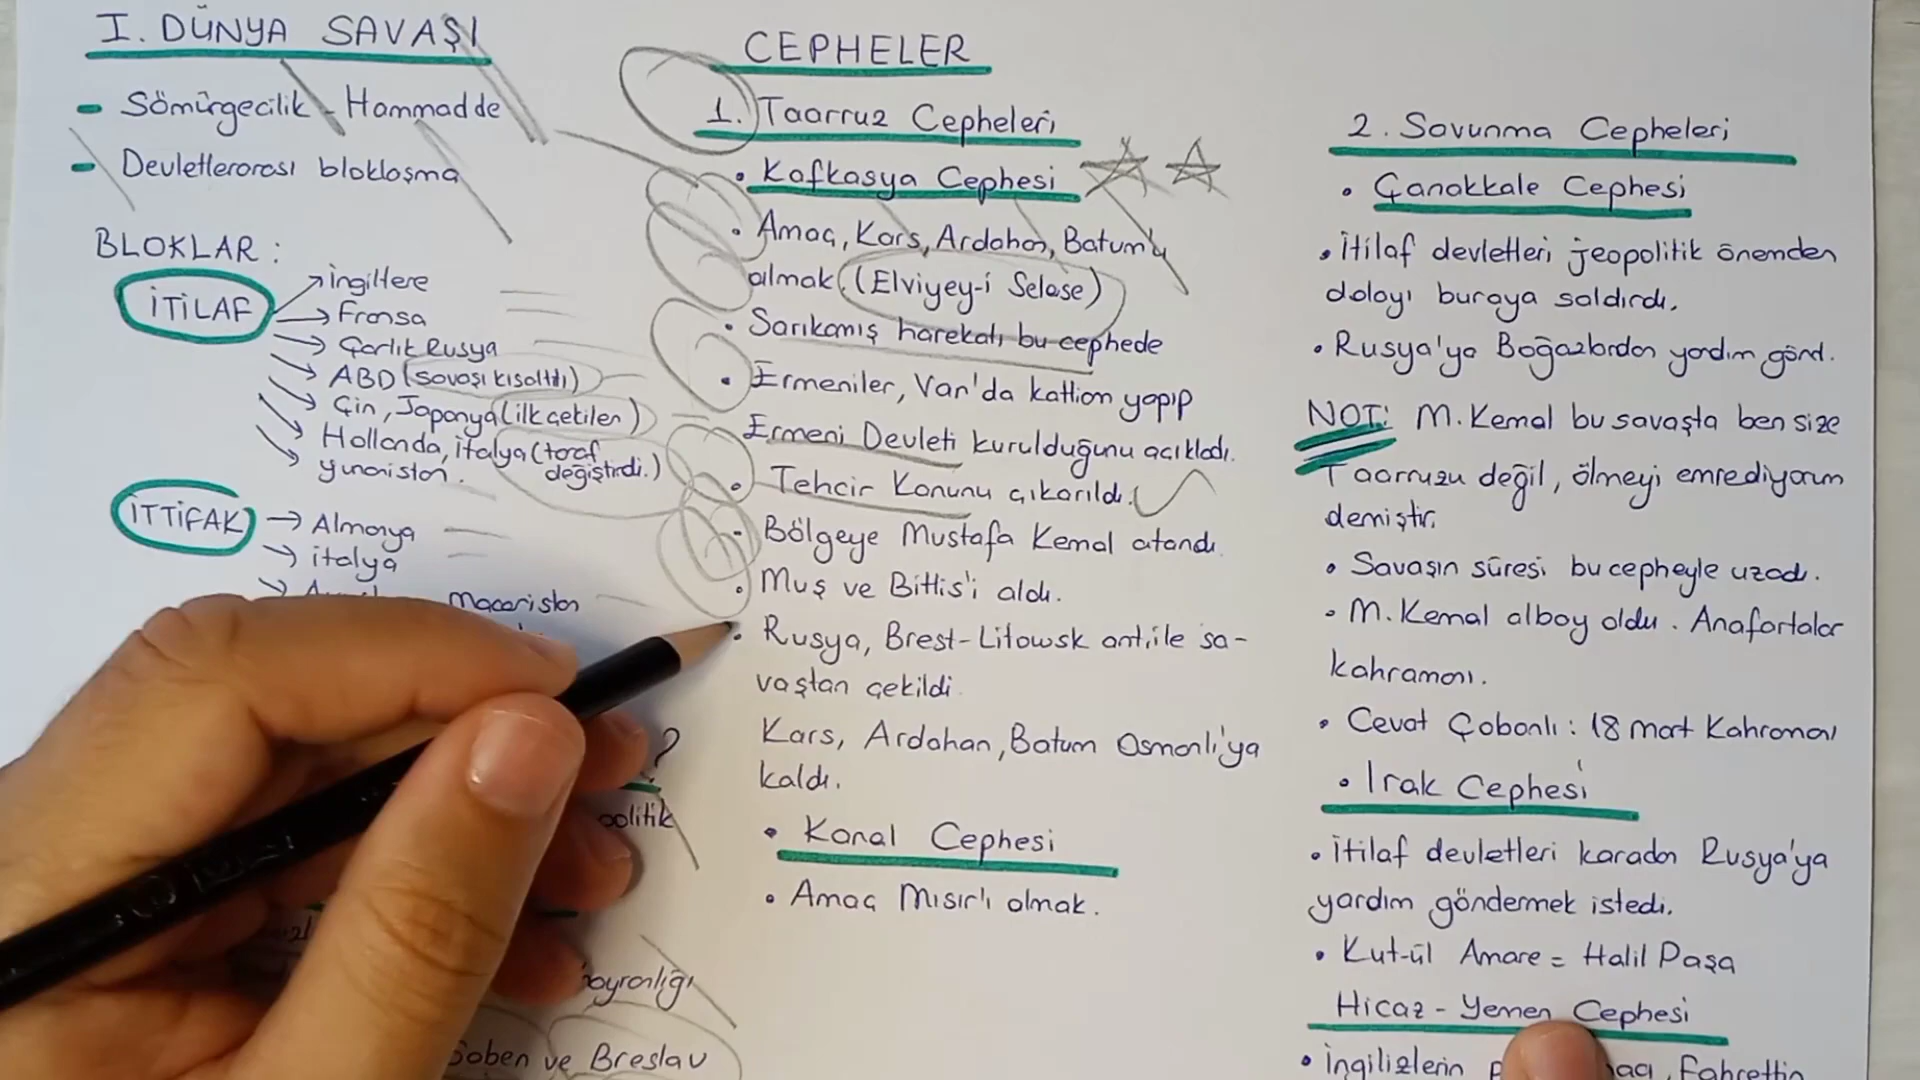 I. DÜNYA SAVAŞI
- Sömürgecilik - Hammadde
- Devletlerarası bloklaşma
BLOKLAR :
İTİLAF → İngiltere
→ Fransa
→ Çarlık Rusya
→ ABD (savaşı kısalttı)
→ Çin, Japonya (ilk çekilen)
→ Hollanda, İtalya (taraf değiştirdi.)
→ yunanistan.
İTTİFAK → Almanya
→ italya
Macaristan
?
politik
hayranlığı
Goben ve Breslav
CEPHELER
1. Taarruz Cepheleri
• Kafkasya Cephesi
• Amaç, Kars, Ardahan, Batum'u
almak. (Elviyey-i Selase)
• Sarıkamış harekatı bu cephede
• Ermeniler, Van'da katliam yapıp
Ermeni Devleti kurulduğunu açıkladı.
• Tehcir Kanunu çıkarıldı.
• Bölgeye Mustafa Kemal atandı.
• Muş ve Bitlis'i aldı.
• Rusya, Brest-Litowsk ant. ile sa-
vaştan çekildi.
Kars, Ardahan, Batum Osmanlı'ya
kaldı.
• Kanal Cephesi
• Amaç Mısır'ı almak.
2. Savunma Cepheleri
• Çanakkale Cephesi
• İtilaf devletleri jeopolitik önemden
dolayı buraya saldırdı.
• Rusya'ya Boğazlardan yardım gönd.
NOT: M. Kemal bu savaşta ben size
Taarruzu değil, ölmeyi emrediyorum
demiştir.
• Savaşın süresi bu cepheyle uzadı.
• M. Kemal albay oldu. Anafartalar
kahramanı.
• Cevat Çobanlı : 18 mart Kahramanı
• Irak Cephesi
• İtilaf devletleri karadan Rusya'ya
yardım göndermek istedi.
• Kut-ül Amare = Halil Paşa
Hicaz - Yemen Cephesi
• İngilizlerin Fahrettin